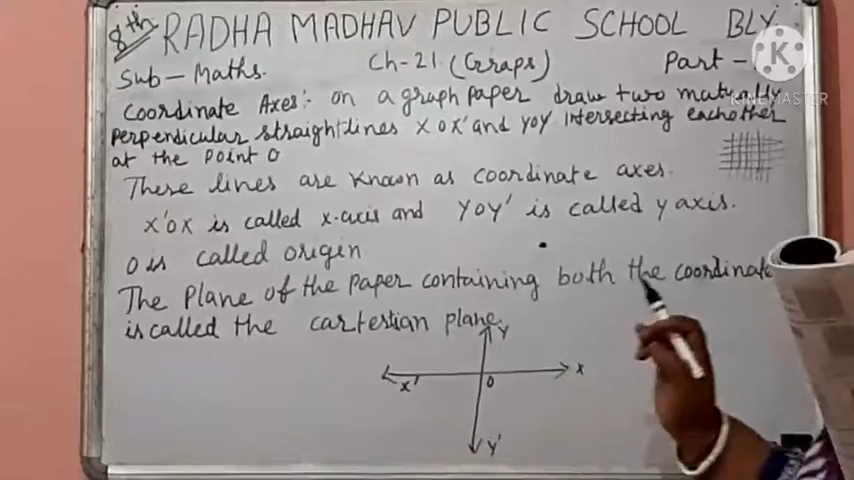 8th RADHA MADHAV PUBLIC SCHOOL BLY
Sub - Maths. Ch-21 (Graps) Part -
Coordinate Axes:- on a graph paper draw two mutually
perpendicular straight lines X OX' and YOY' Intersecting eachother
at the point O
These lines are known as coordinate axes.
X'OX is called x-axis and YOY' is called y axis.
O is called origin
The Plane of the paper containing both the coordinate
is called the cartesian plane.
Y
X' O X
Y'
K
KINEMASTER